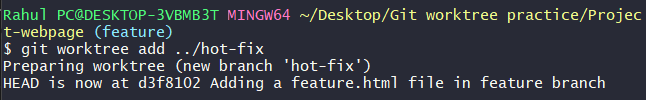 Rahul PC@DESKTOP-3VBMB3T MINGW64 ~/Desktop/Git worktree practice/Projec
t-webpage (feature)
$ git worktree add ../hot-fix
Preparing worktree (new branch 'hot-fix')
HEAD is now at d3f8102 Adding a feature.html file in feature branch